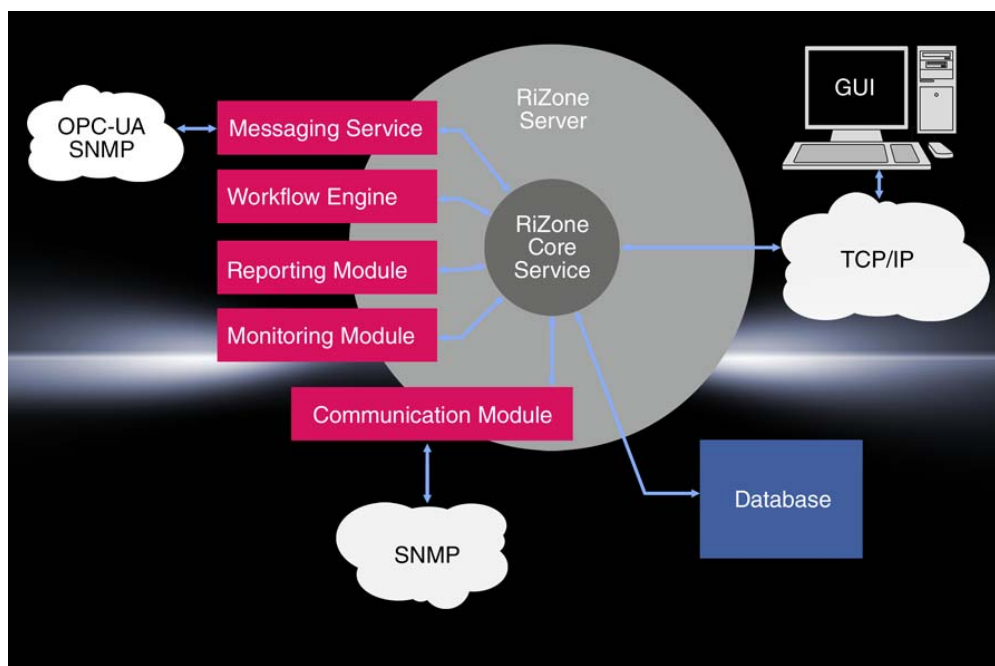 RiZone
Server
GUI
OPC-UA
SNMP
Messaging Service
Workflow Engine
Reporting Module
Monitoring Module
RiZone
Core
Service
TCP/IP
Communication Module
Database
SNMP